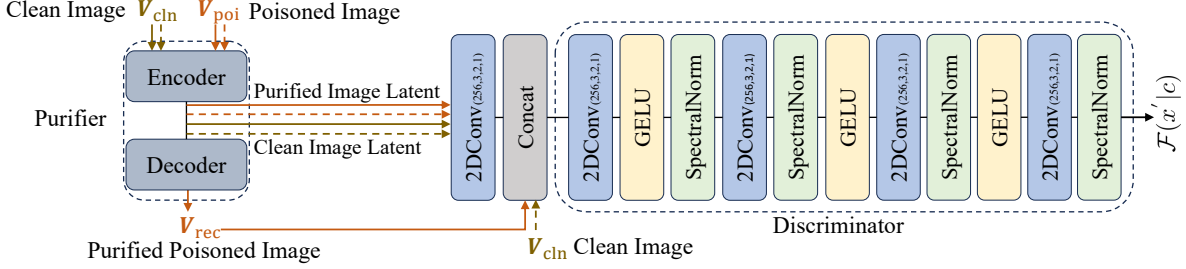 Clean Image V_cln V_poi Poisoned Image
Encoder
Purifier
Decoder
Purified Image Latent
Clean Image Latent
V_rec
Purified Poisoned Image
2DConv(256,3,2,1)
Concat
V_cln Clean Image
2DConv(256,3,2,1)
GELU
SpectralNorm
2DConv(256,3,2,1)
SpectralNorm
GELU
2DConv(256,3,2,1)
SpectralNorm
GELU
2DConv(256,3,2,1)
SpectralNorm
Discriminator
ℱ(x′|c)